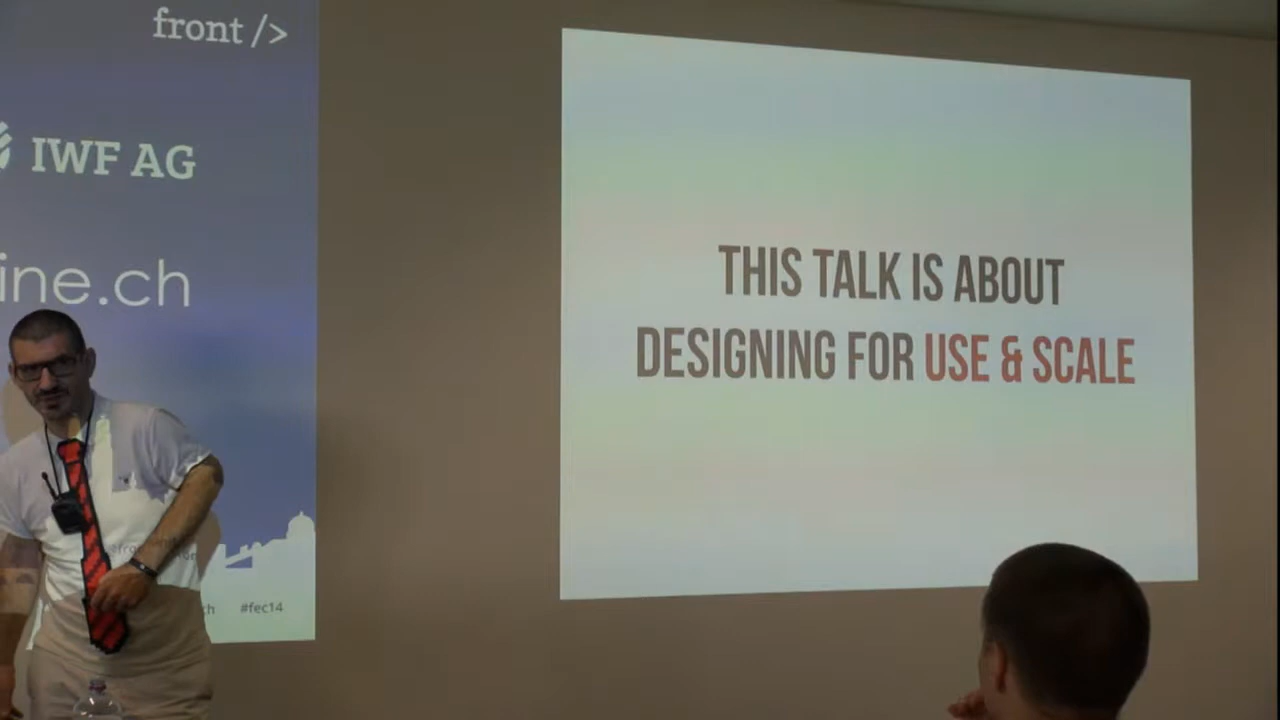 front />
IWF AG
ine.ch
#fec14
THIS TALK IS ABOUT
DESIGNING FOR USE & SCALE